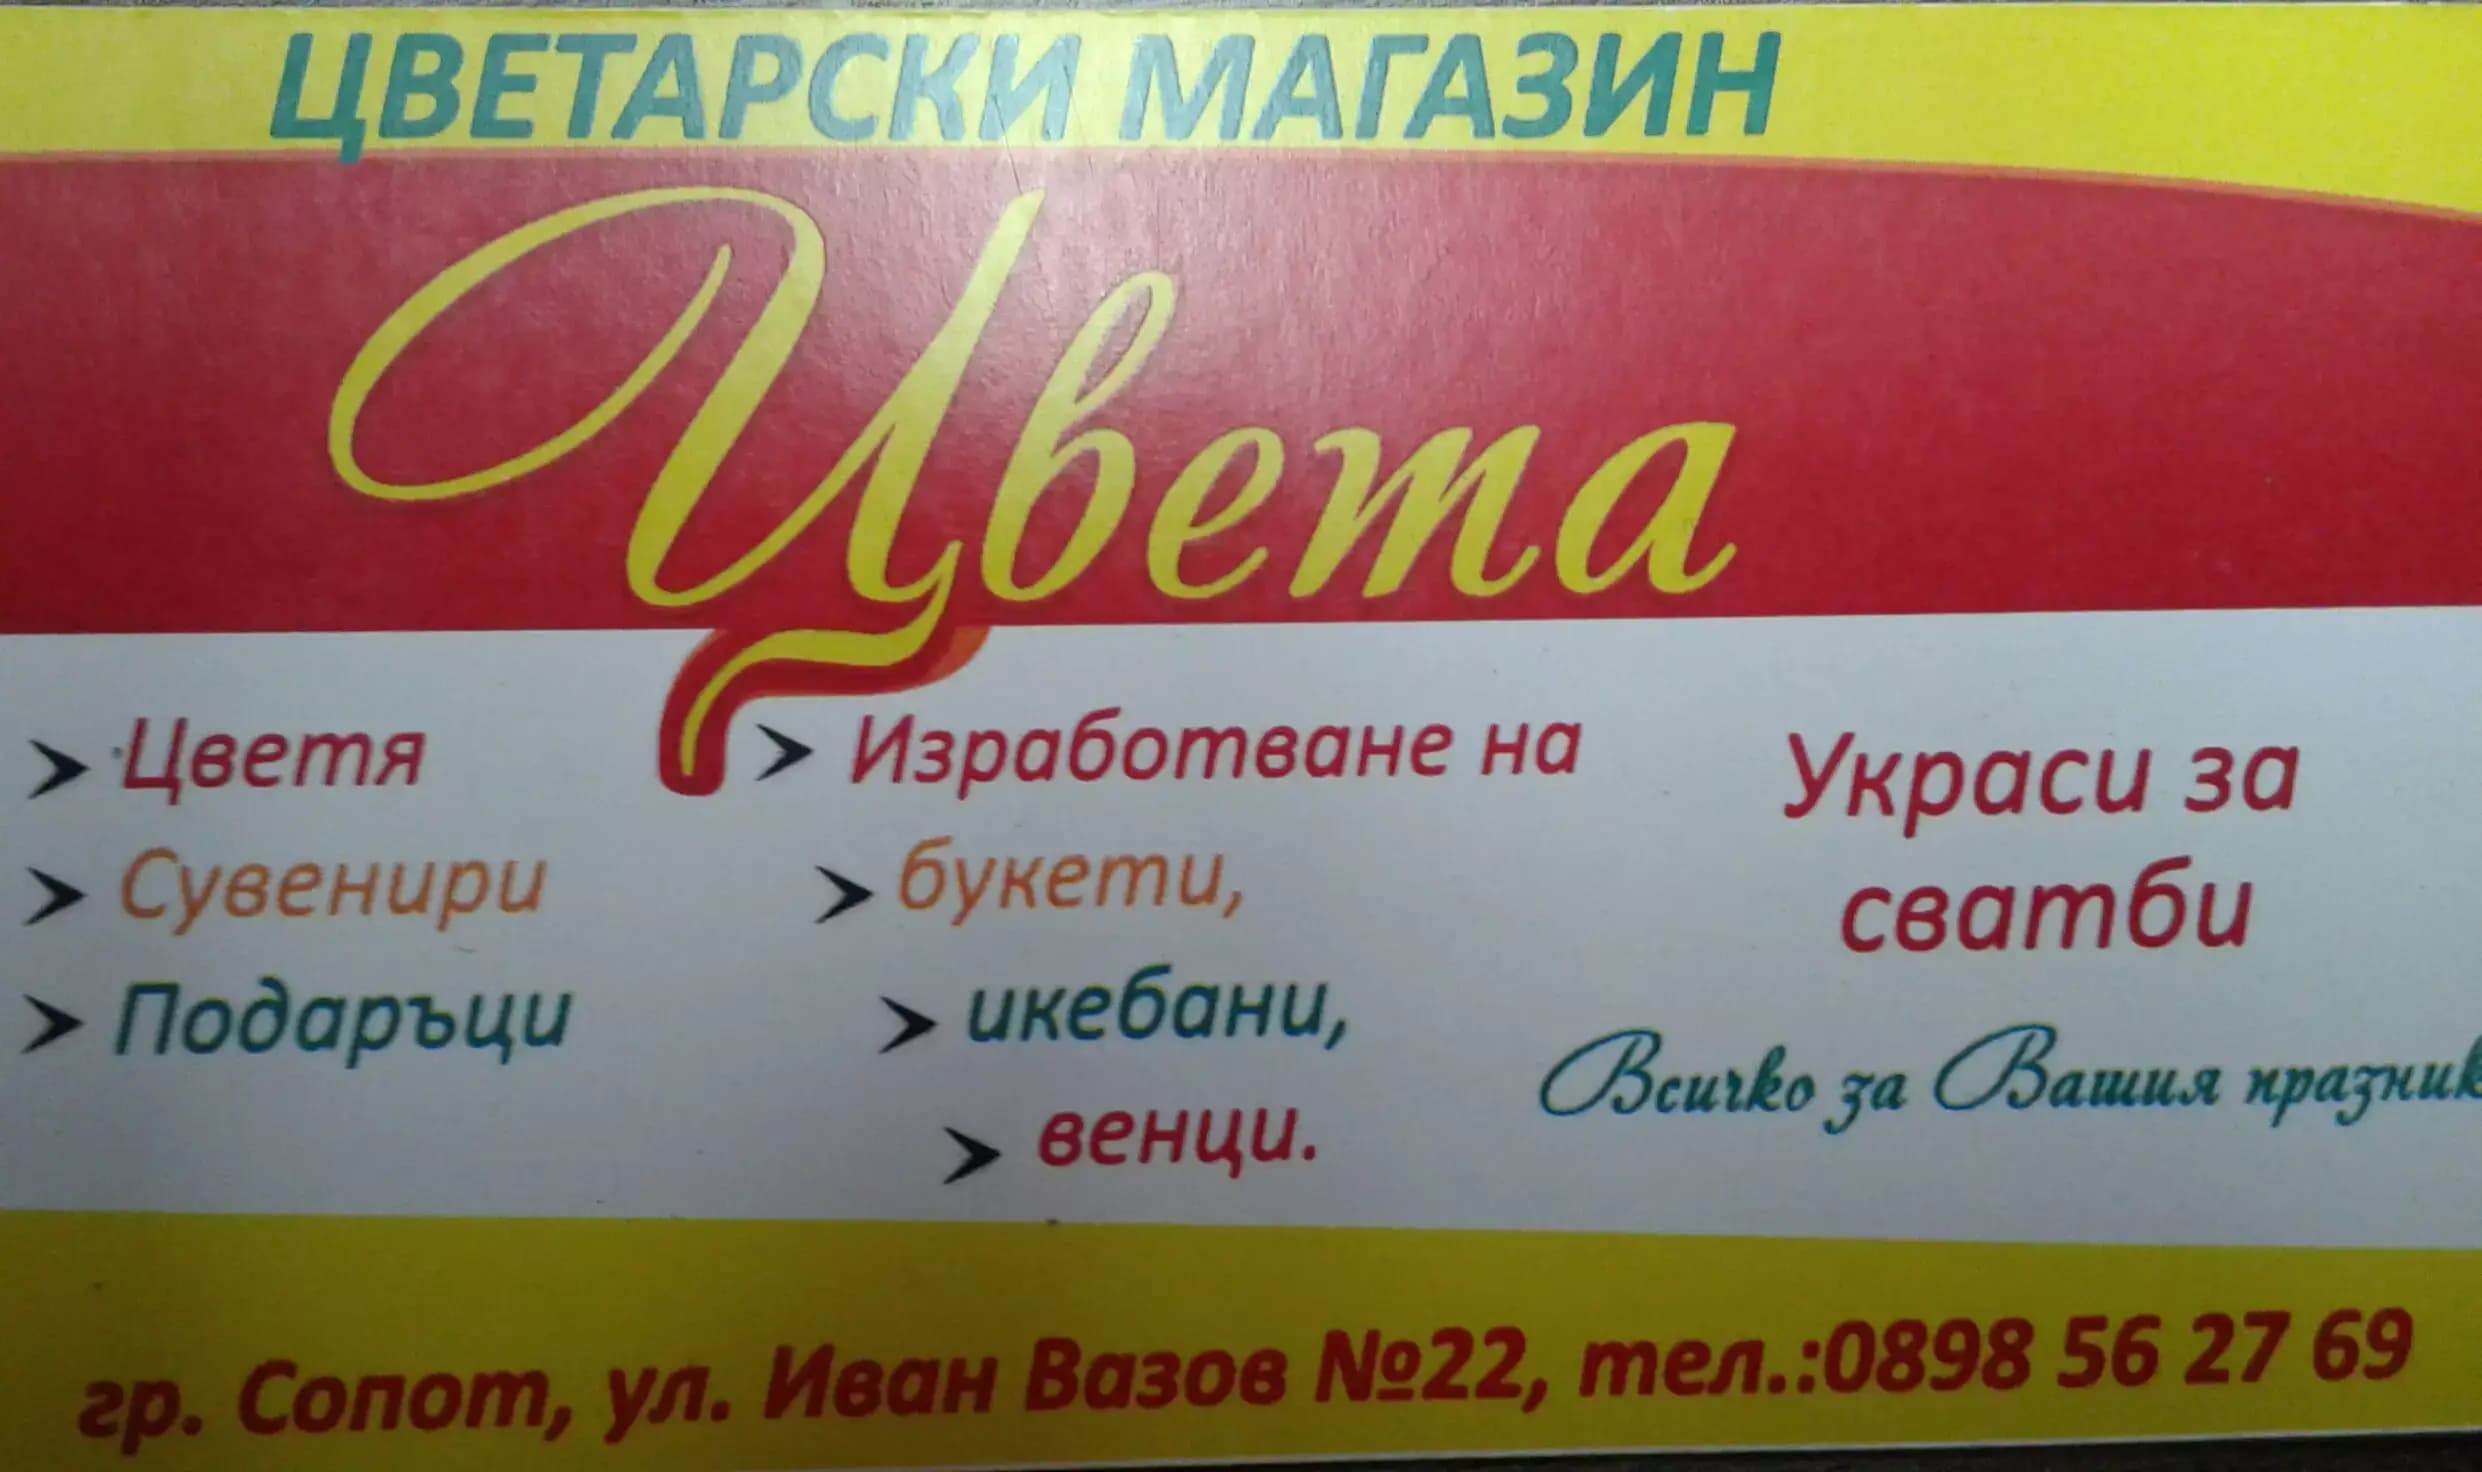 ЦВЕТАРСКИ МАГАЗИН
Цвета
Цветя
Сувенири
Подаръци
Изработване на
букети,
икебани,
венци.
Украси за
сватби
Всичко за Вашия празник
гр. Сопот, ул. Иван Вазов №22, тел.:0898 56 27 69